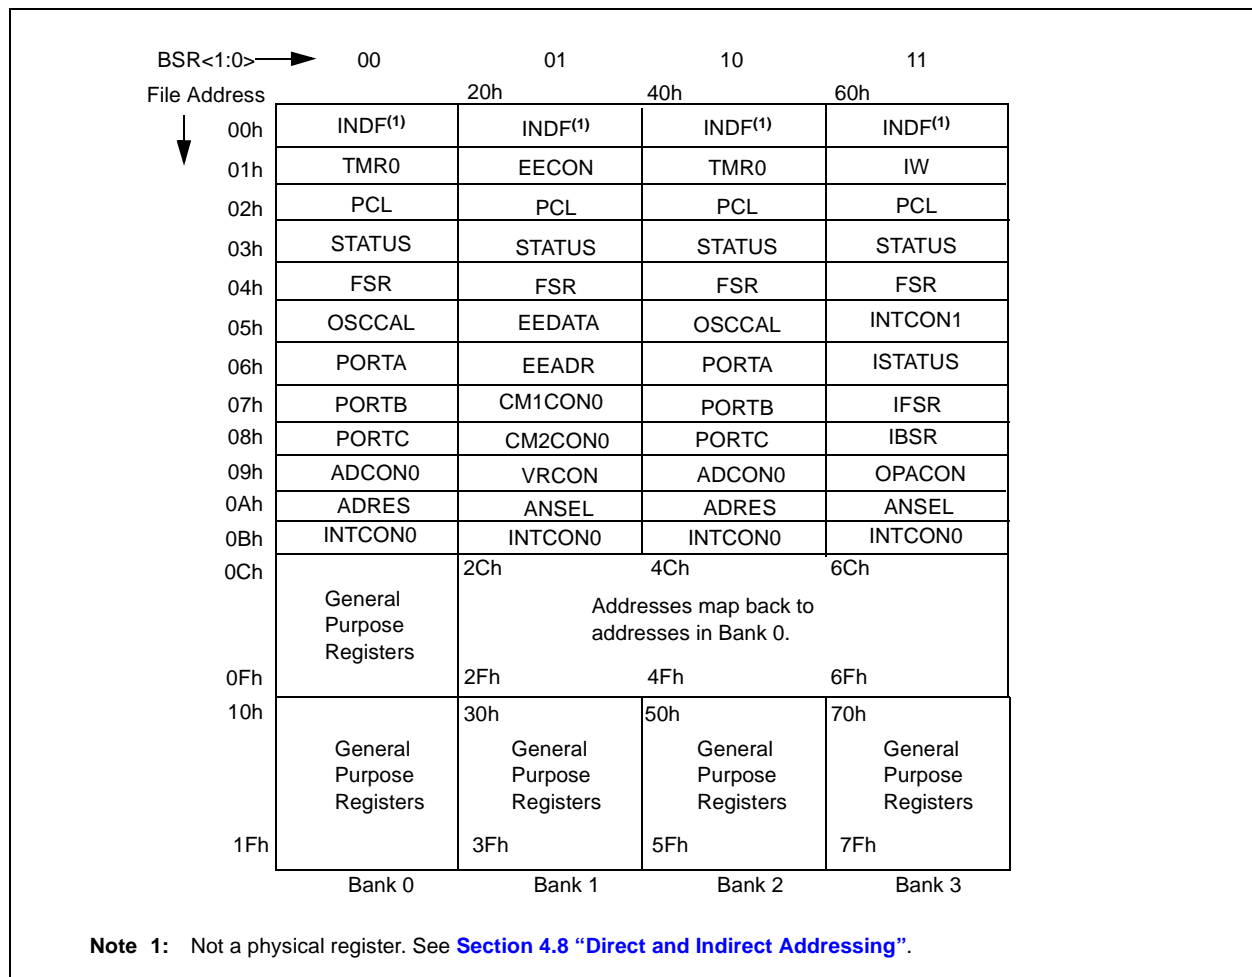 BSR<1:0> 00 01 10 11
File Address 20h 40h 60h
00h INDF(1) INDF(1) INDF(1) INDF(1)
01h TMR0 EECON TMR0 IW
02h PCL PCL PCL PCL
03h STATUS STATUS STATUS STATUS
04h FSR FSR FSR FSR
05h OSCCAL EEDATA OSCCAL INTCON1
06h PORTA EEADR PORTA ISTATUS
07h PORTB CM1CON0 PORTB IFSR
08h PORTC CM2CON0 PORTC IBSR
09h ADCON0 VRCON ADCON0 OPACON
0Ah ADRES ANSEL ADRES ANSEL
0Bh INTCON0 INTCON0 INTCON0 INTCON0
0Ch 2Ch 4Ch 6Ch
General
Purpose
Registers
Addresses map back to
addresses in Bank 0.
0Fh 2Fh 4Fh 6Fh
10h 30h 50h 70h
General General General General
Purpose Purpose Purpose Purpose
Registers Registers Registers Registers
1Fh 3Fh 5Fh 7Fh
Bank 0 Bank 1 Bank 2 Bank 3
Note 1: Not a physical register. See Section 4.8 “Direct and Indirect Addressing”.